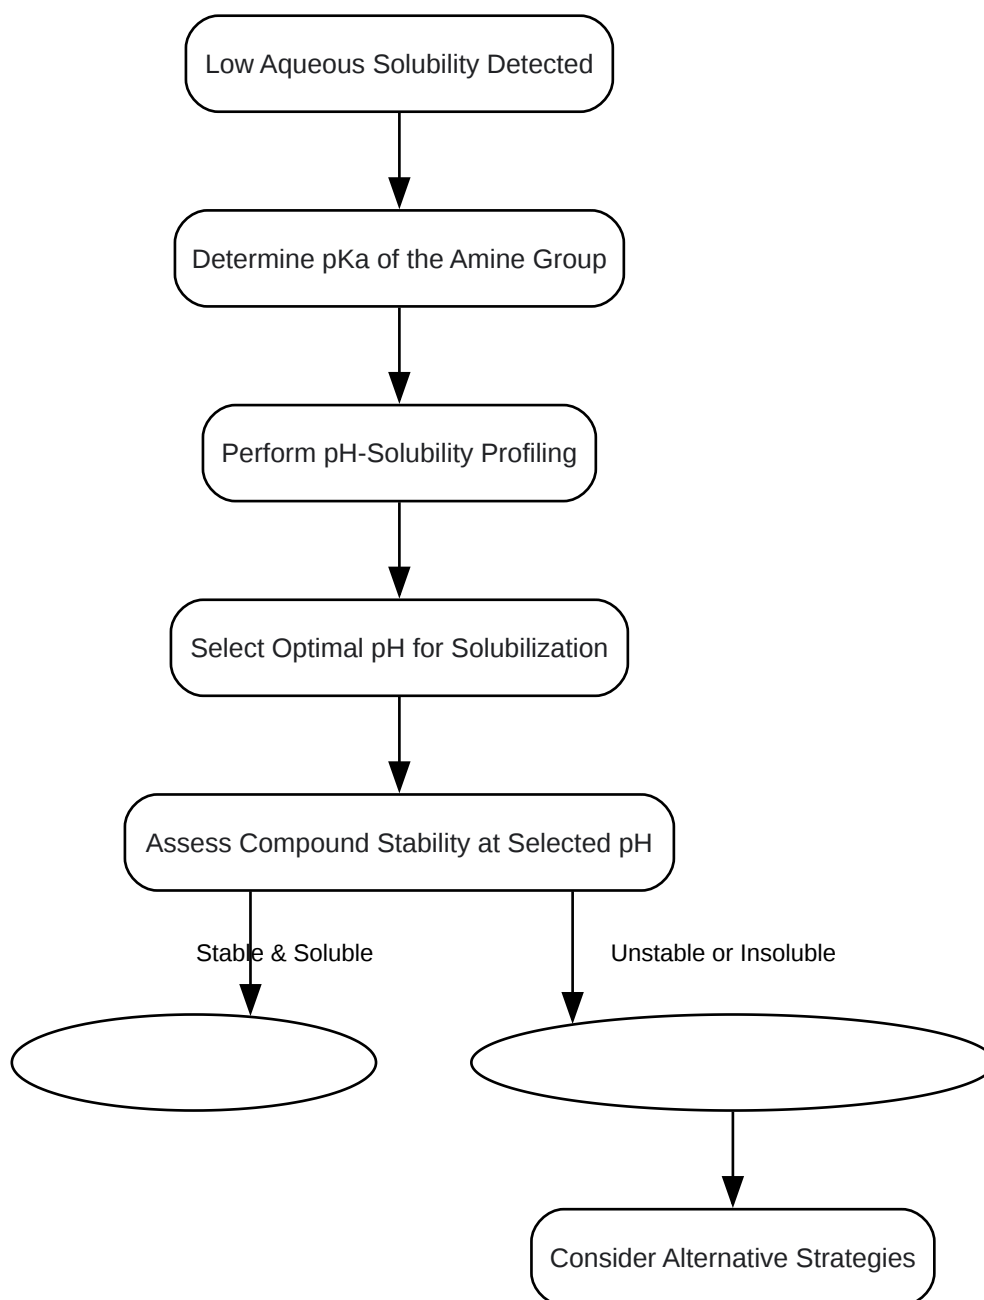 Low Aqueous Solubility Detected
Determine pKa of the Amine Group
Perform pH-Solubility Profiling
Select Optimal pH for Solubilization
Assess Compound Stability at Selected pH
Stable & Soluble
Unstable or Insoluble
Consider Alternative Strategies